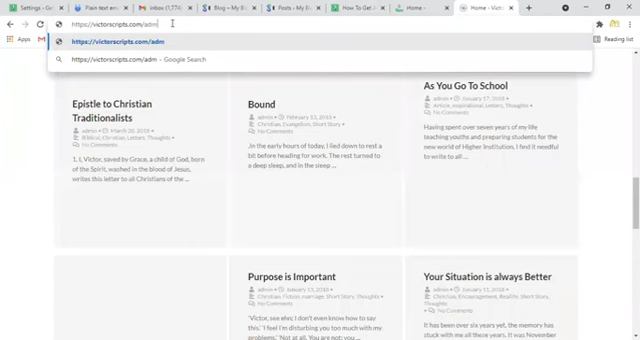 Settings - G
Plain text em
Inbox (1,774)
Blog – My B
Posts – My B
How To Get J
Home -
Home - Victo
https://victorscripts.com/adm
Apps
Reading list
https://victorscripts.com/adm
https://victorscripts.com/adm - Google Search
Epistle to Christian
Traditionalists
admin • March 20, 2018 •
Biblical, Christian, Letters, Thoughts •
No Comments
1. I, Victor, saved by Grace, a child of God, born
of the Spirit, washed in the blood of Jesus,
writes this letter to all Christians of the ...
Bound
admin • February 13, 2018 •
Christian, Evangelism, Short Story •
No Comments
.In the early hours of today, I lied down to rest a
bit before heading for work. The rest turned to
a deep sleep, and in the sleep ...
As You Go To School
admin • January 17, 2018 •
Article, Inspirational, Letters, Thoughts •
No Comments
Having spent over seven years of my life
teaching youths and preparing students for the
new world of Higher Institution, I find it needful
to write to all ...
Purpose is Important
admin • January 13, 2018 •
Christian, Fiction, marriage, Short Story, Thoughts •
No Comments
'Victor, see ehn; I don't even know how to say
this.' 'I feel I'm disturbing you too much with my
problems.' 'Not at all. You are not; you ...
Your Situation is always Better
admin • January 11, 2018 •
Christian, Encouragement, Reality, Short Story,
Thoughts
• No Comments
It has been over six years yet, the memory has
stuck with me all these years. It was November